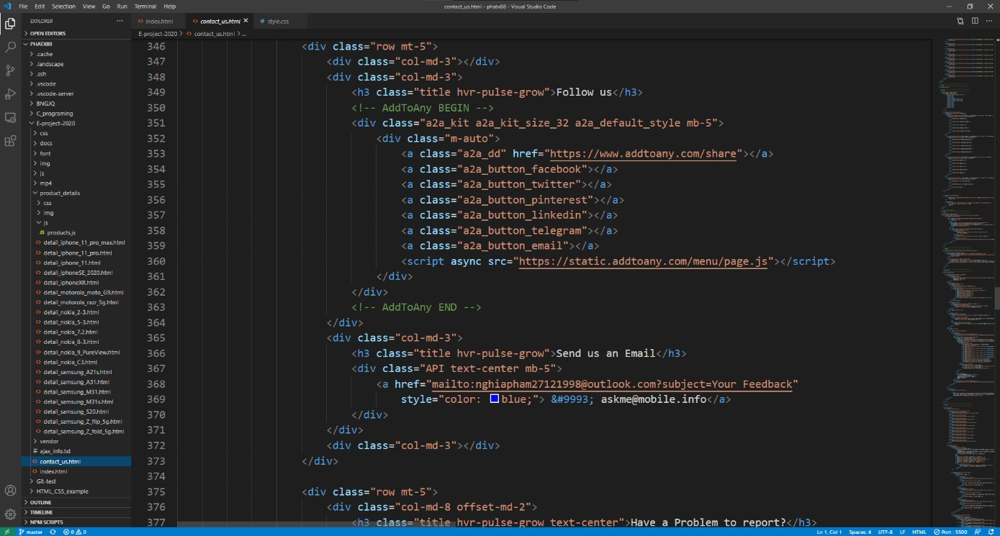 File Edit Selection View Go Run Terminal Help
contact_us.html - phatx88 - Visual Studio Code
EXPLORER
index.html
contact_us.html
style.css
OPEN EDITORS
E-project-2020 > contact_us.html > ...
PHATX88
.cache
.landscape
.ssh
.vscode
.vscode-server
BNGJQ
C_programing
E-project-2020
css
docs
font
img
js
mp4
product_details
css
img
js
JS products.js
detail_iphone_11_pro_max.html
detail_iphone_11_pro.html
detail_iphone_11.html
detail_iphoneSE_2020.html
detail_iphoneXR.html
detail_motorola_moto_G9.html
detail_motorola_razr_5g.html
detail_nokia_2-3.html
detail_nokia_5-3.html
detail_nokia_7.2.html
detail_nokia_8-3.html
detail_nokia_9_PureView.html
detail_nokia_C3.html
detail_samsung_A21s.html
detail_samsung_A31.html
detail_samsung_M31.html
detail_samsung_M31s.html
detail_samsung_S20.html
detail_samsung_Z_flip_5g.html
detail_samsung_Z_fold_5g.html
vendor
ajax_info.txt
contact_us.html
index.html
Git-test
HTML_CSS_example
OUTLINE
TIMELINE
NPM SCRIPTS
346 <div class="row mt-5">
347 <div class="col-md-3"></div>
348 <div class="col-md-3">
349 <h3 class="title hvr-pulse-grow">Follow us</h3>
350 <!-- AddToAny BEGIN -->
351 <div class="a2a_kit a2a_kit_size_32 a2a_default_style mb-5">
352 <div class="m-auto">
353 <a class="a2a_dd" href="https://www.addtoany.com/share"></a>
354 <a class="a2a_button_facebook"></a>
355 <a class="a2a_button_twitter"></a>
356 <a class="a2a_button_pinterest"></a>
357 <a class="a2a_button_linkedin"></a>
358 <a class="a2a_button_telegram"></a>
359 <a class="a2a_button_email"></a>
360 <script async src="https://static.addtoany.com/menu/page.js"></script>
361 </div>
362 </div>
363 <!-- AddToAny END -->
364 </div>
365 <div class="col-md-3">
366 <h3 class="title hvr-pulse-grow">Send us an Email</h3>
367 <div class="API text-center mb-5">
368 <a href="mailto:nghiapham27121998@outlook.com?subject=Your Feedback"
369 style="color: blue;"> &#9993; askme@mobile.info</a>
370 </div>
371 </div>
372 <div class="col-md-3"></div>
373 </div>
374
375 <div class="row mt-5">
376 <div class="col-md-8 offset-md-2">
377 <h3 class="title hvr-pulse-grow text-center">Have a Problem to report?</h3>
master 0 0 Ln 1, Col 1 Spaces: 4 UTF-8 LF HTML Port : 5500